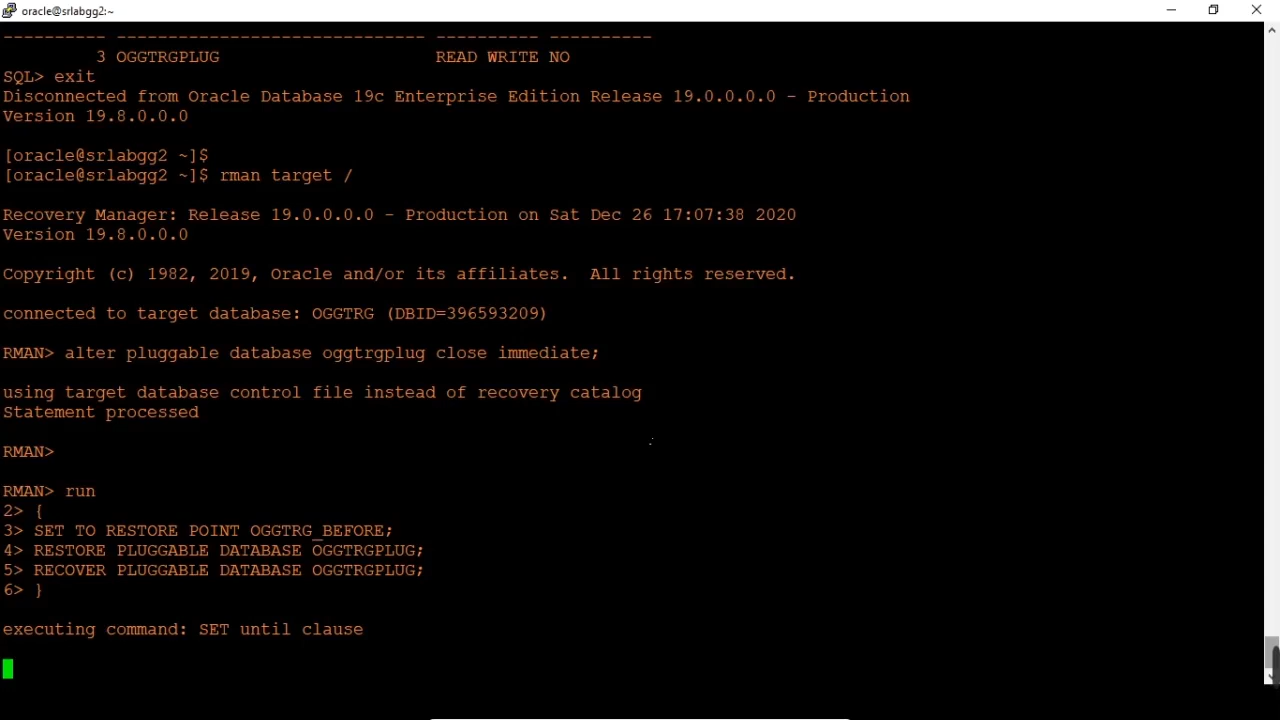 oracle@srlabgg2:~
---------- ------------------------------ ---------- ----------
3 OGGTRGPLUG READ WRITE NO
SQL> exit
Disconnected from Oracle Database 19c Enterprise Edition Release 19.0.0.0.0 - Production
Version 19.8.0.0.0
[oracle@srlabgg2 ~]$
[oracle@srlabgg2 ~]$ rman target /
Recovery Manager: Release 19.0.0.0.0 - Production on Sat Dec 26 17:07:38 2020
Version 19.8.0.0.0
Copyright (c) 1982, 2019, Oracle and/or its affiliates.  All rights reserved.
connected to target database: OGGTRG (DBID=396593209)
RMAN> alter pluggable database oggtrgplug close immediate;
using target database control file instead of recovery catalog
Statement processed
RMAN>
RMAN> run
2> {
3> SET TO RESTORE POINT OGGTRG_BEFORE;
4> RESTORE PLUGGABLE DATABASE OGGTRGPLUG;
5> RECOVER PLUGGABLE DATABASE OGGTRGPLUG;
6> }
executing command: SET until clause